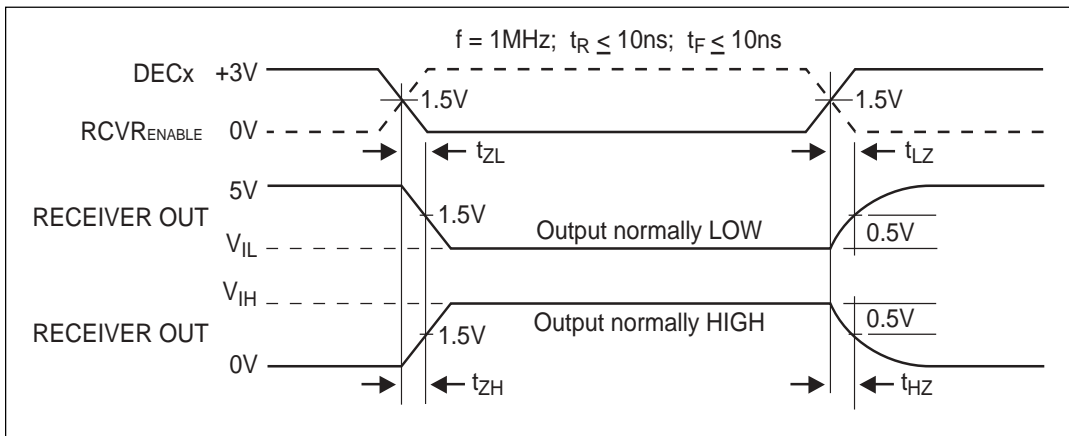 f = 1MHz; tR ≤ 10ns; tF ≤ 10ns
DECx +3V
1.5V 1.5V
RCVRENABLE 0V
tZL tLZ
5V
RECEIVER OUT 1.5V
Output normally LOW 0.5V
VIL
VIH
Output normally HIGH 0.5V
RECEIVER OUT 1.5V
0V
tZH tHZ